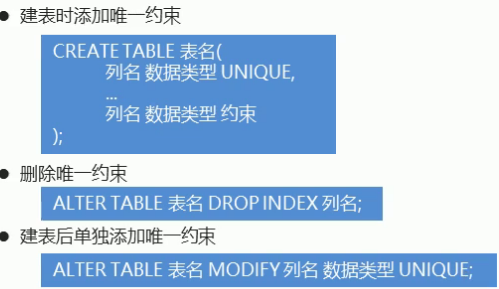 ● 建表时添加唯一约束
CREATE TABLE 表名(
列名 数据类型 UNIQUE,
...
列名 数据类型 约束
);
● 删除唯一约束
ALTER TABLE 表名 DROP INDEX 列名;
● 建表后单独添加唯一约束
ALTER TABLE 表名 MODIFY 列名 数据类型 UNIQUE;